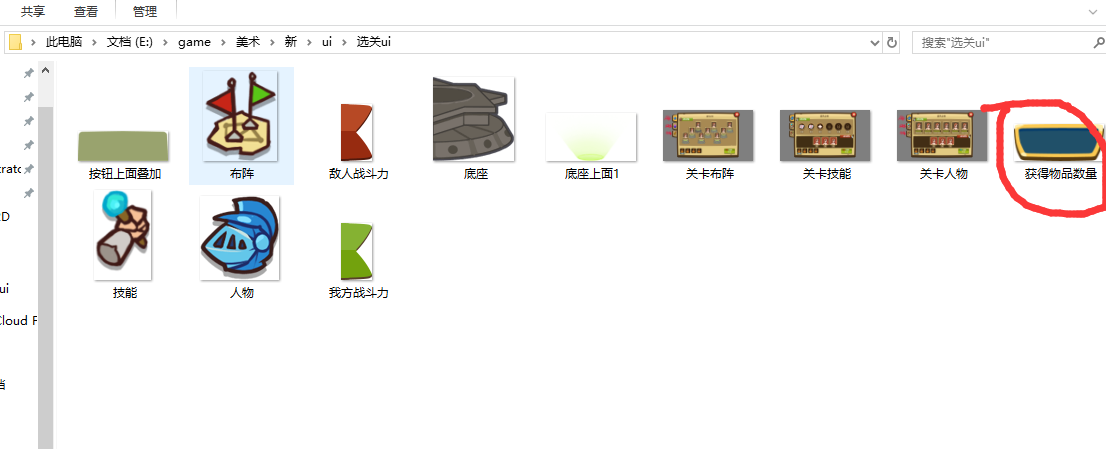 共享 查看 管理
此电脑 文档 (E:) game 美术 新 ui 选关ui
搜索"选关ui"
按钮上面叠加 布阵 敌人战斗力 底座 底座上面1 关卡布阵 关卡技能 关卡人物 获得物品数量
技能 人物 我方战斗力
ui